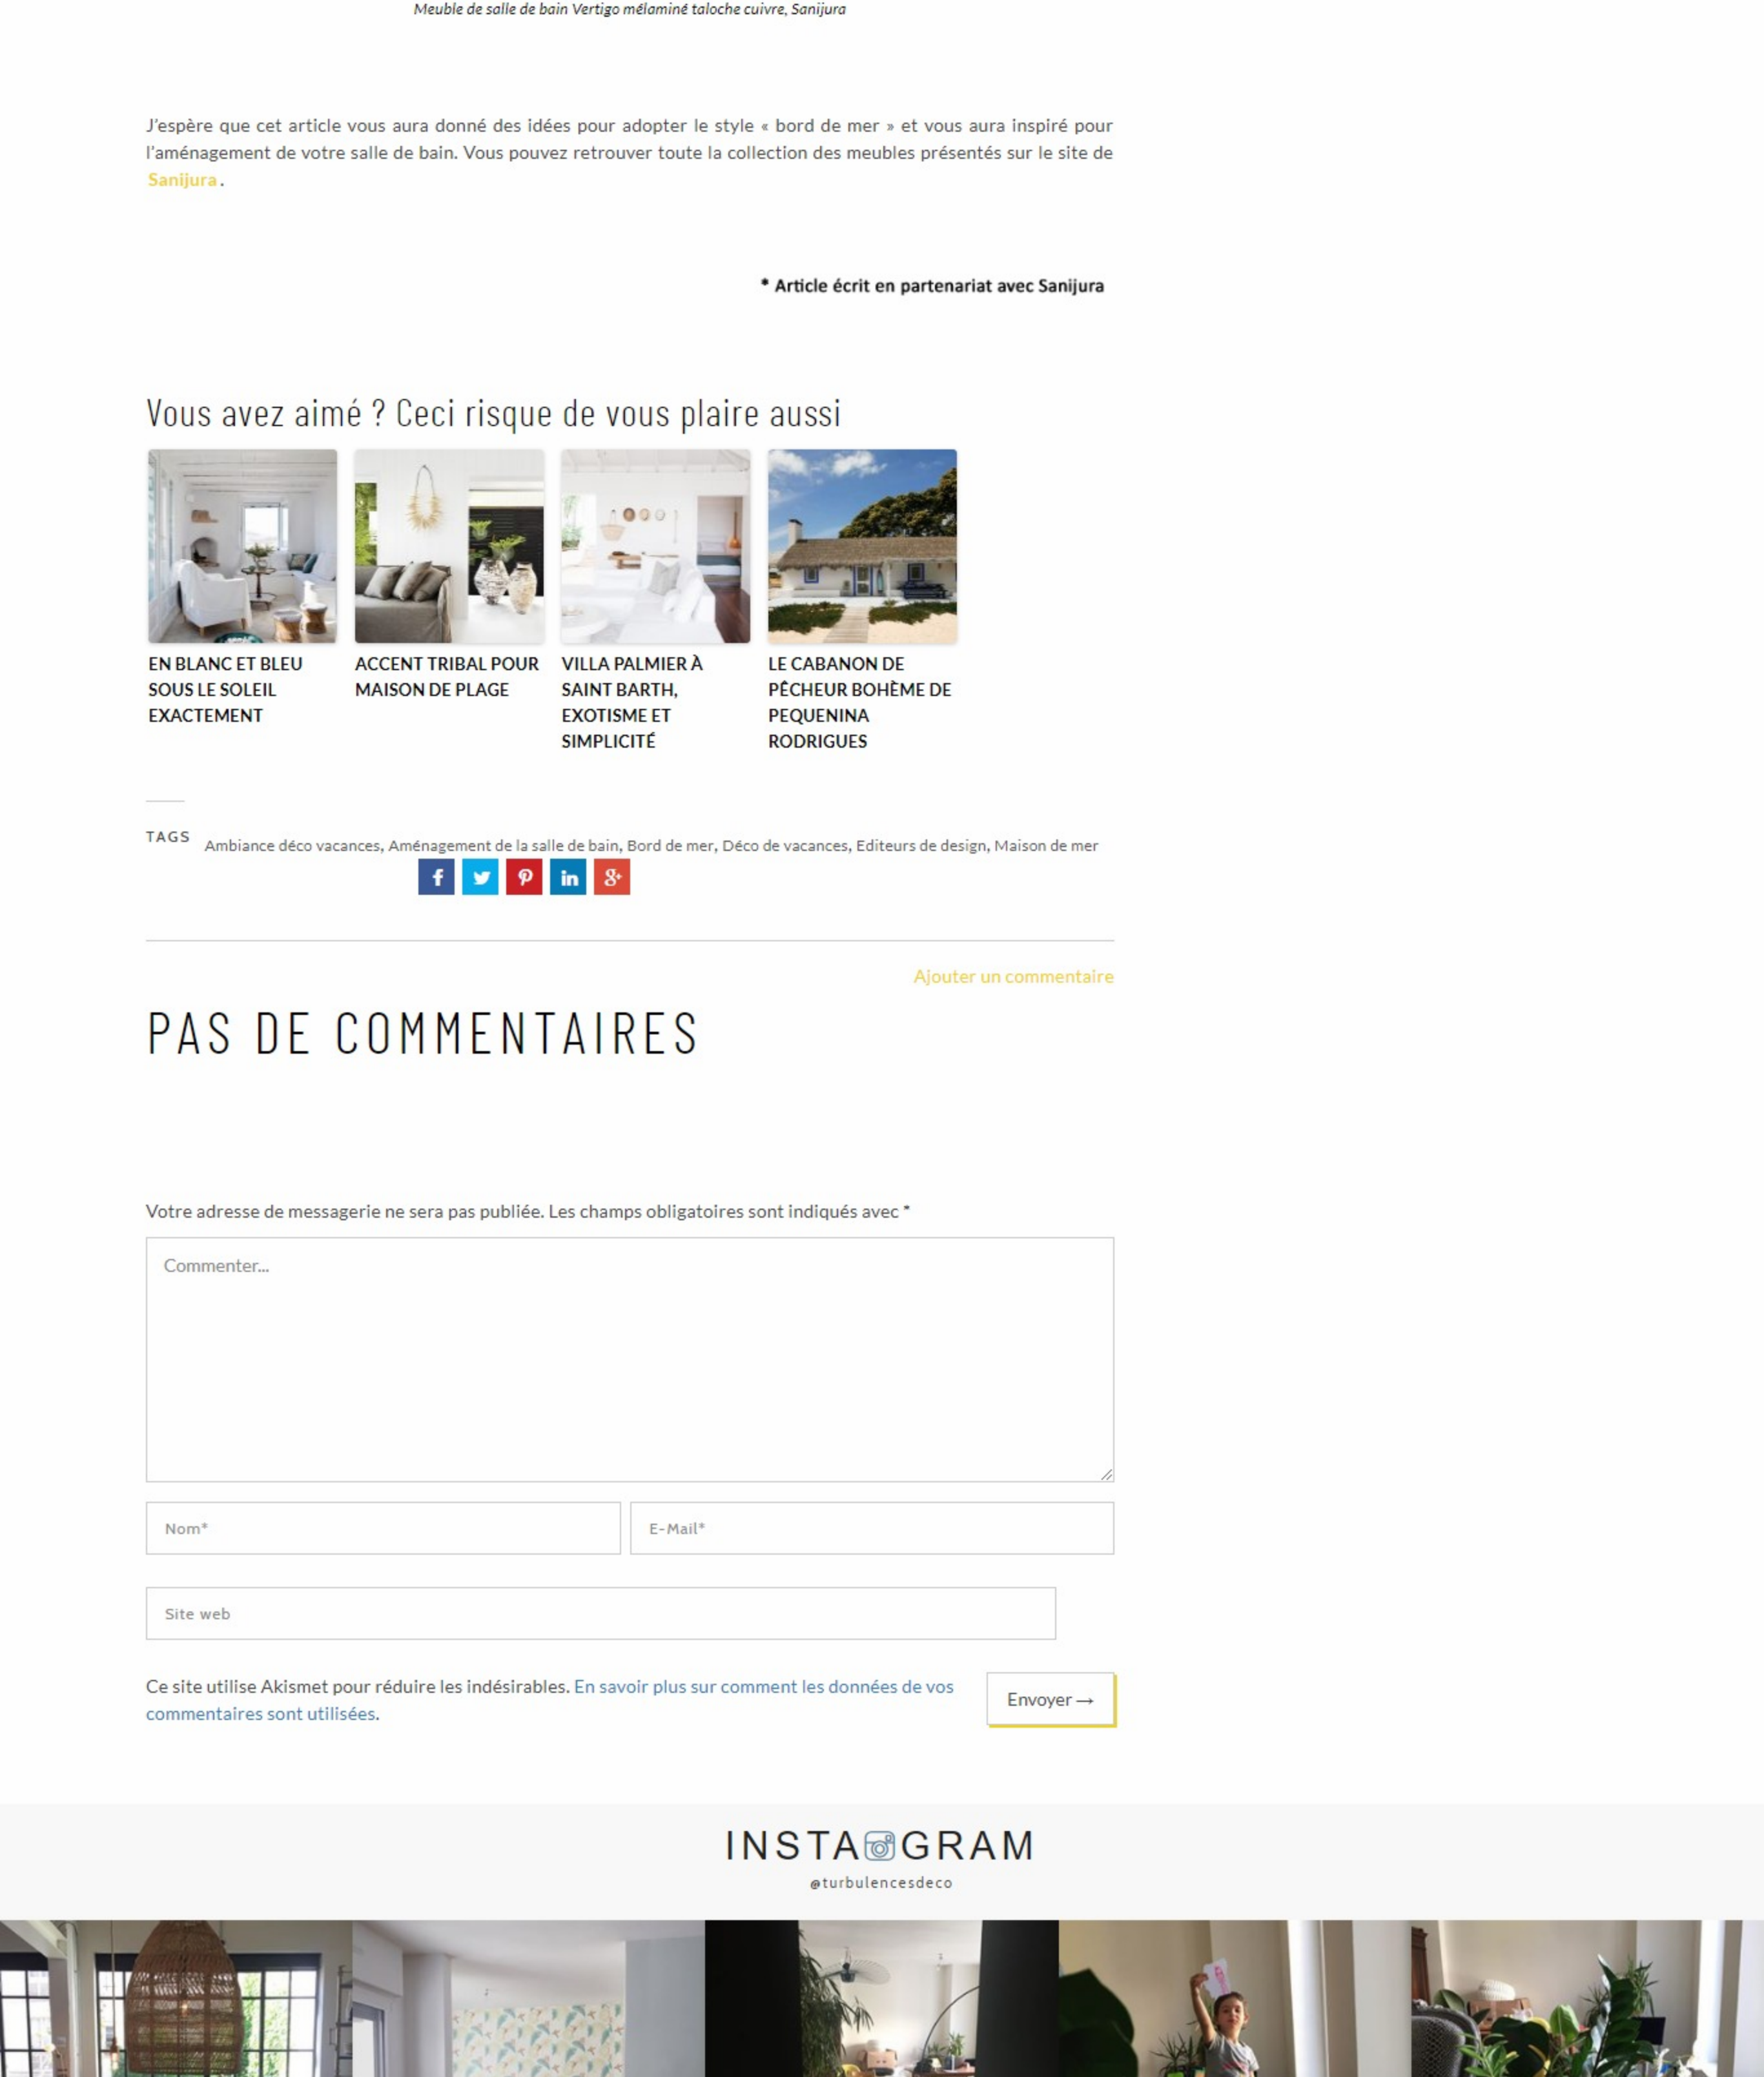 Meuble de salle de bain Vertigo mélaminé taloche cuivre, Sanijura
J'espère que cet article vous aura donné des idées pour adopter le style « bord de mer » et vous aura inspiré pour
l'aménagement de votre salle de bain. Vous pouvez retrouver toute la collection des meubles présentés sur le site de
Sanijura .
* Article écrit en partenariat avec Sanijura
Vous avez aimé ? Ceci risque de vous plaire aussi
EN BLANC ET BLEU
SOUS LE SOLEIL
EXACTEMENT
ACCENT TRIBAL POUR
MAISON DE PLAGE
VILLA PALMIER À
SAINT BARTH,
EXOTISME ET
SIMPLICITÉ
LE CABANON DE
PÊCHEUR BOHÈME DE
PEQUENINA
RODRIGUES
TAGS Ambiance déco vacances, Aménagement de la salle de bain, Bord de mer, Déco de vacances, Editeurs de design, Maison de mer
Ajouter un commentaire
PAS DE COMMENTAIRES
Votre adresse de messagerie ne sera pas publiée. Les champs obligatoires sont indiqués avec *
Commenter...
Nom* E-Mail*
Site web
Ce site utilise Akismet pour réduire les indésirables. En savoir plus sur comment les données de vos
commentaires sont utilisées.
Envoyer →
INSTAGRAM
@turbulencesdeco